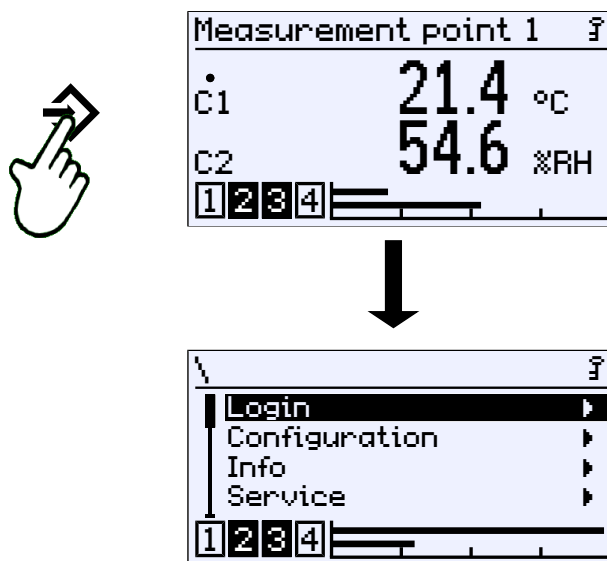 Measurement point 1
C1 21.4 °C
C2 54.6 %RH
1 2 3 4
\
Login
Configuration
Info
Service
1 2 3 4